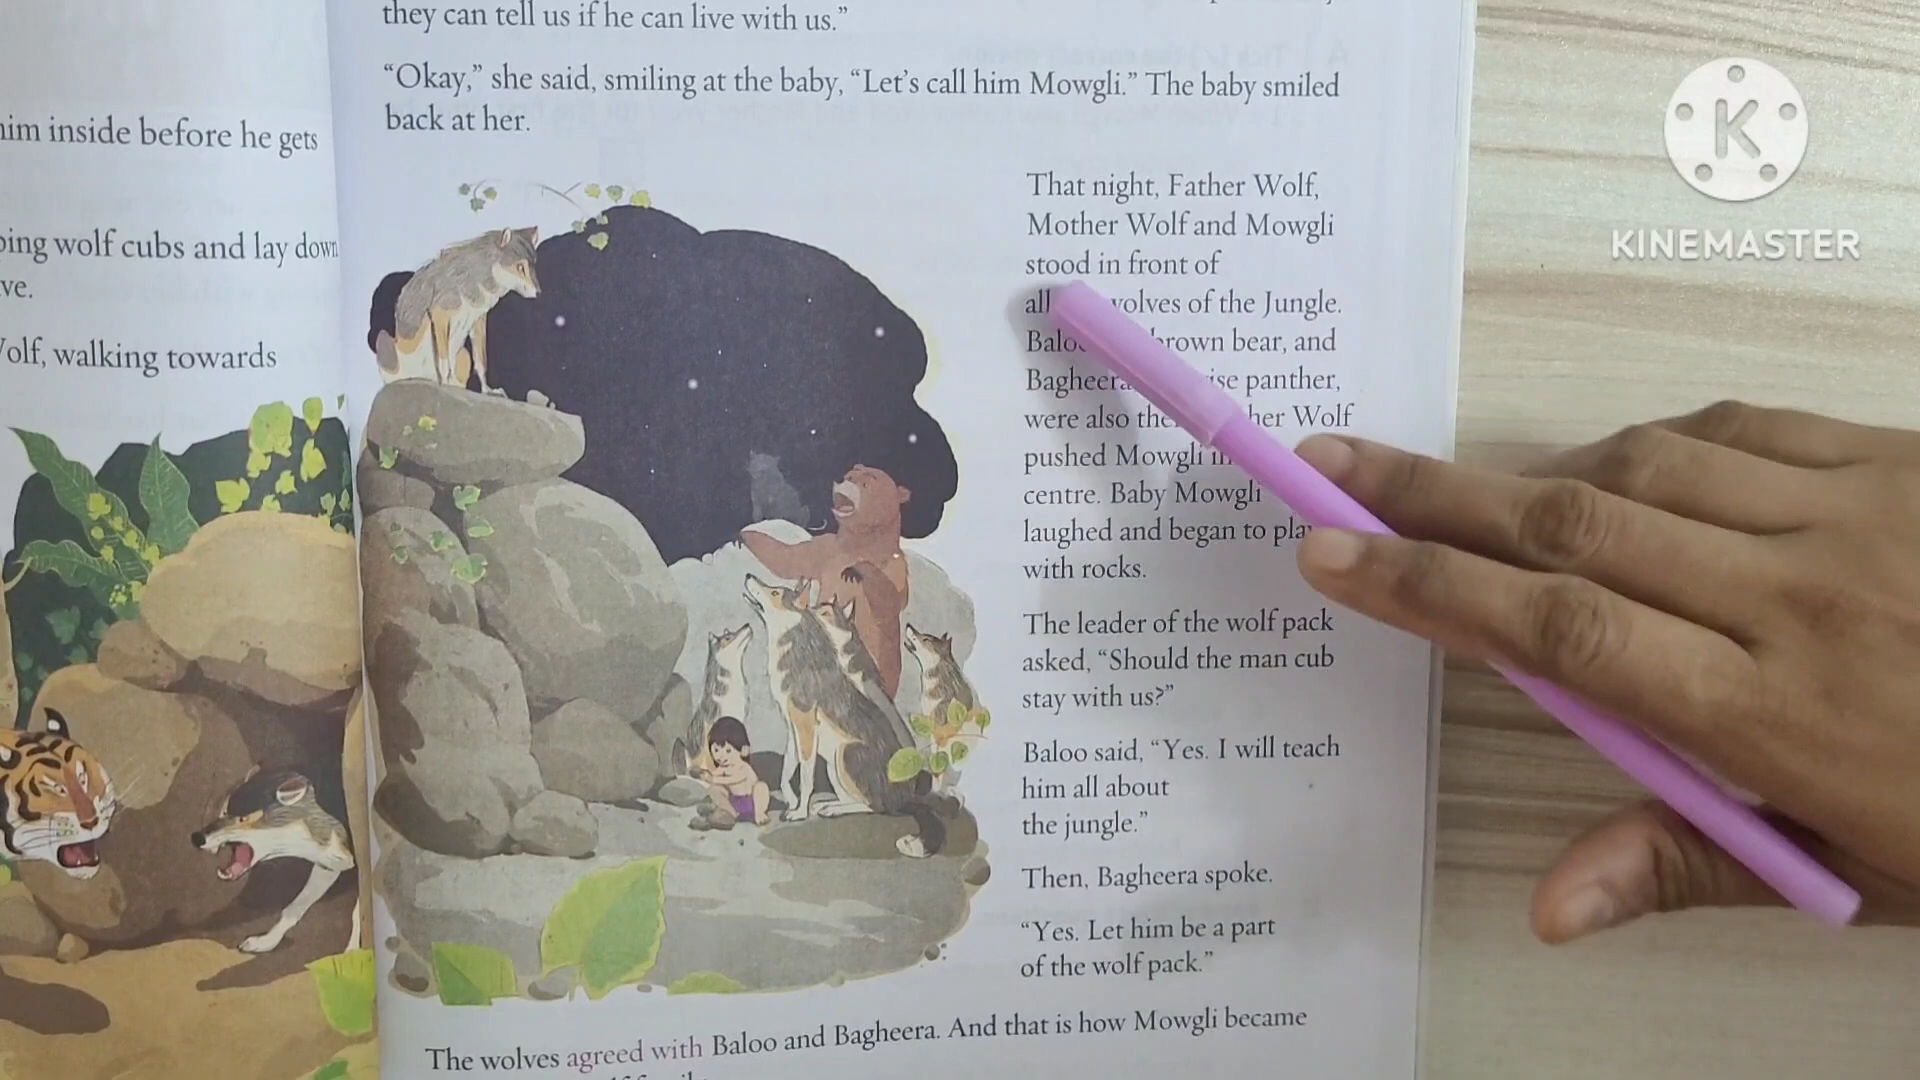 him inside before he gets
ping wolf cubs and lay down
ve.
Wolf, walking towards
they can tell us if he can live with us.”
“Okay,” she said, smiling at the baby, “Let’s call him Mowgli.” The baby smiled
back at her.
That night, Father Wolf,
Mother Wolf and Mowgli
stood in front of
all wolves of the Jungle.
brown bear, and
Bagheera panther,
were also Wolf
pushed Mowgli
centre. Baby Mowgli
laughed and began to play
with rocks.
The leader of the wolf pack
asked, “Should the man cub
stay with us?”
Baloo said, “Yes. I will teach
him all about
the jungle.”
Then, Bagheera spoke.
“Yes. Let him be a part
of the wolf pack.”
The wolves agreed with Baloo and Bagheera. And that is how Mowgli became
K
KINEMASTER